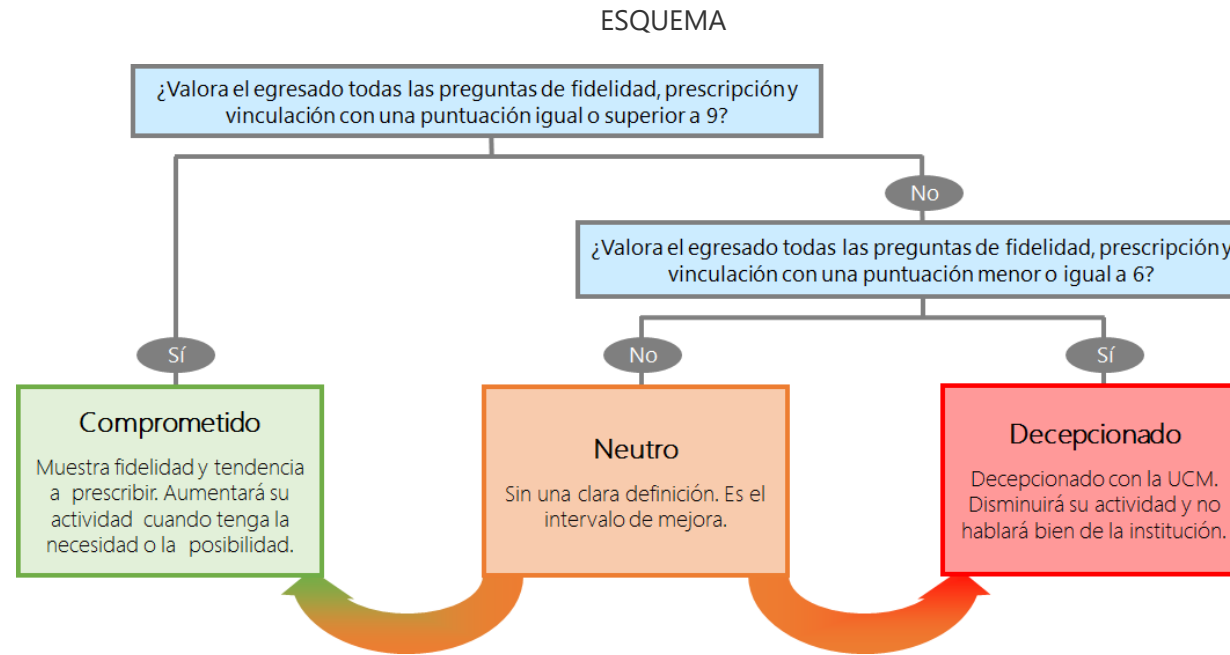 ESQUEMA
¿Valora el egresado todas las preguntas de fidelidad, prescripción y
vinculación con una puntuación igual o superior a 9?
No
¿Valora el egresado todas las preguntas de fidelidad, prescripción y
vinculación con una puntuación menor o igual a 6?
Sí
No
Sí
Comprometido
Muestra fidelidad y tendencia
a prescribir. Aumentará su
actividad cuando tenga la
necesidad o la posibilidad.
Neutro
Sin una clara definición. Es el
intervalo de mejora.
Decepcionado
Decepcionado con la UCM.
Disminuirá su actividad y no
hablará bien de la institución.